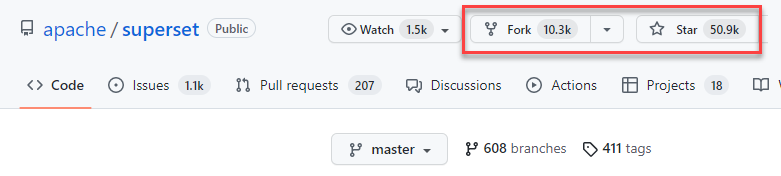 apache / superset Public Watch 1.5k Fork 10.3k Star 50.9k
Code Issues 1.1k Pull requests 207 Discussions Actions Projects 18
master 608 branches 411 tags